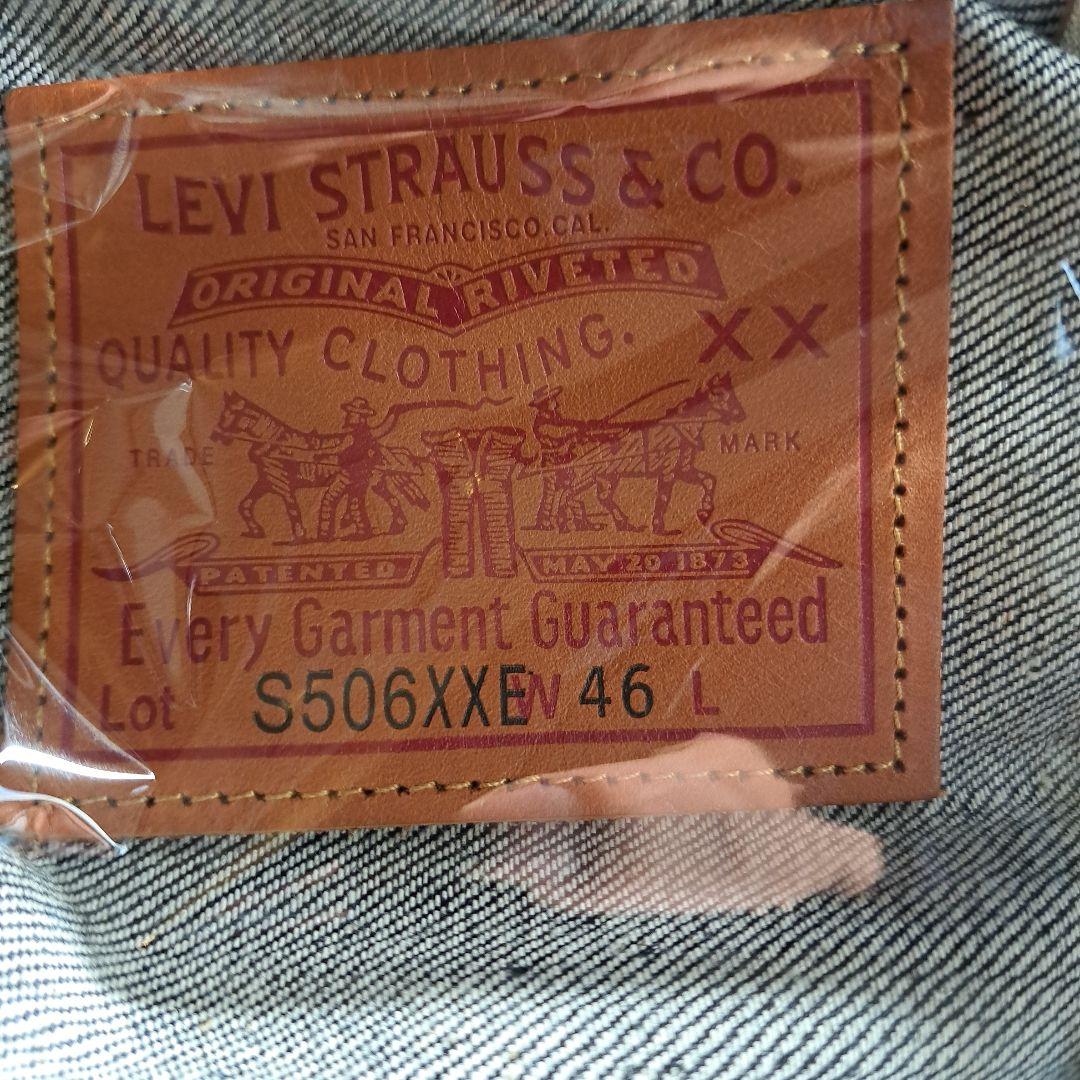 LEVI STRAUSS & CO.
SAN FRANCISCO, CAL.
ORIGINAL RIVETED
QUALITY CLOTHING. XX
TRADE MARK
PATENTED MAY 20 1873
Every Garment Guaranteed
Lot S506XXE W 46 L